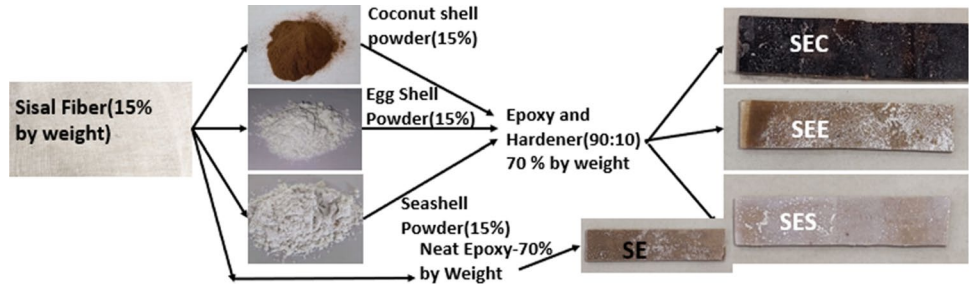 Sisal Fiber(15%
by weight)
Coconut shell
powder(15%)
Egg Shell
Powder(15%)
Seashell
Powder(15%)
Neat Epoxy-70%
by Weight
Epoxy and
Hardener(90:10)
70 % by weight
SE
SEC
SEE
SES